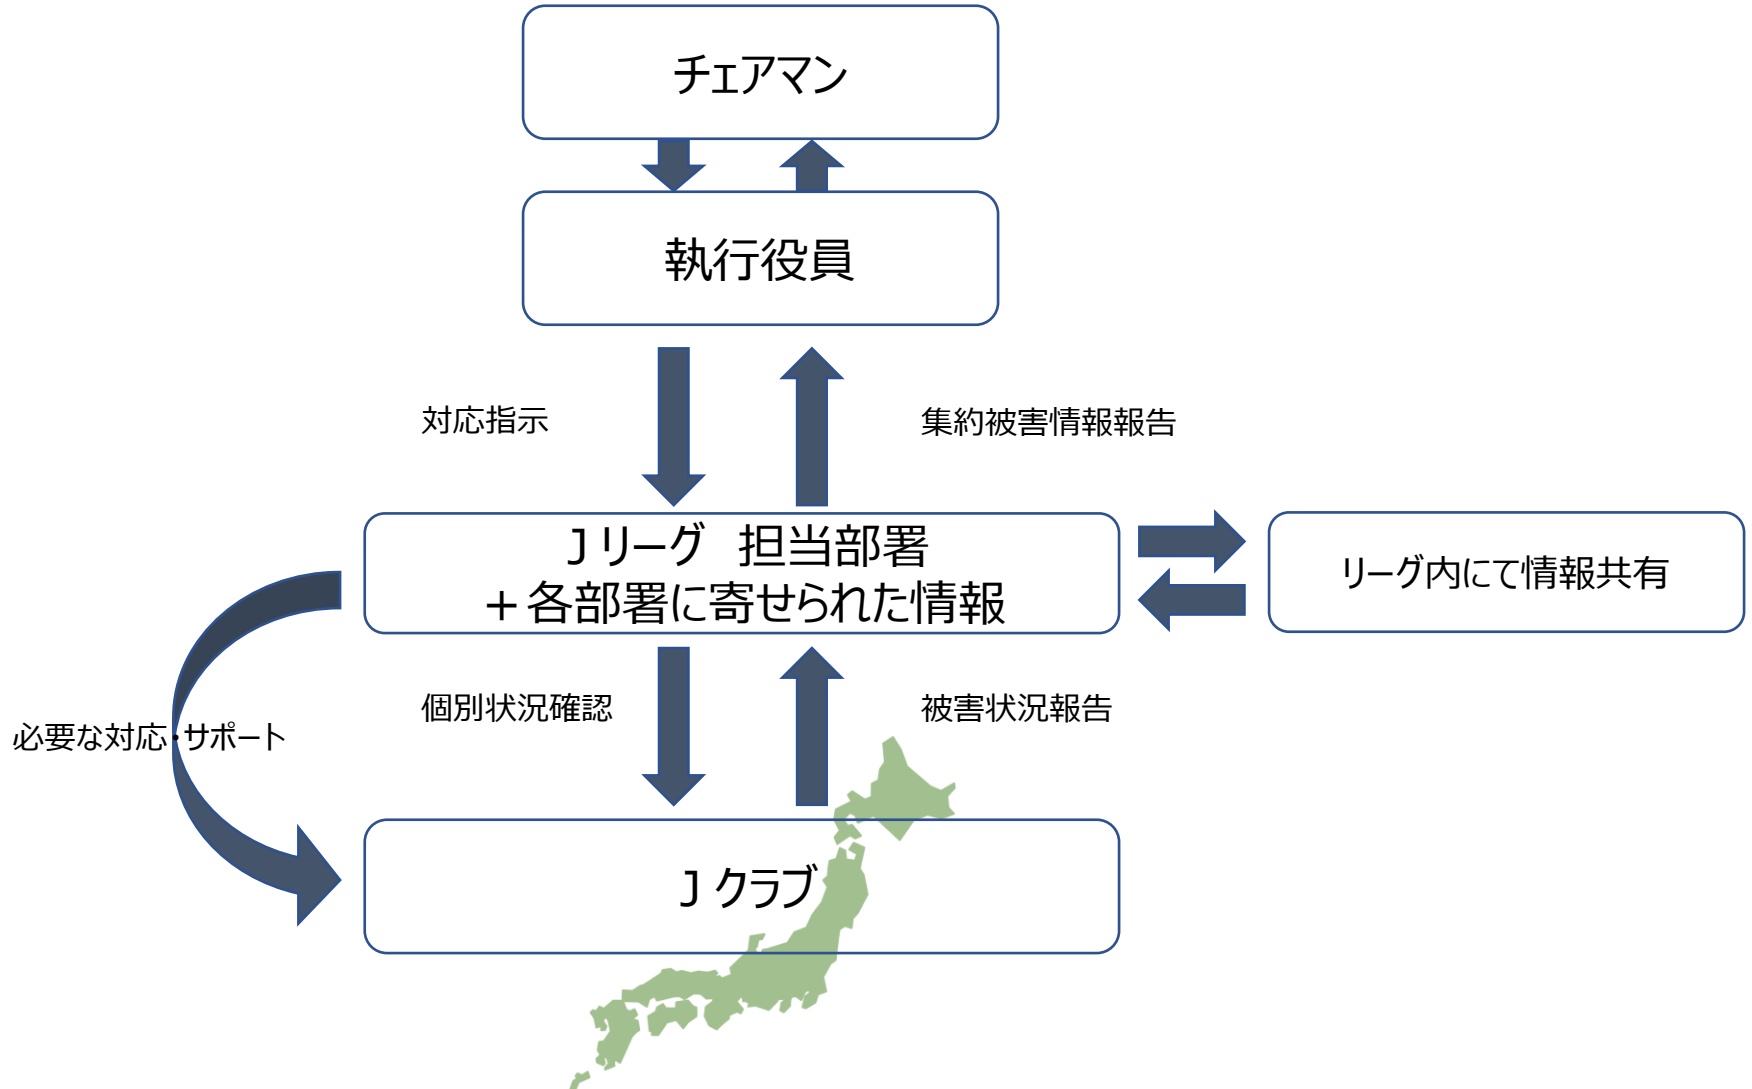 チェアマン
執行役員
対応指示
集約被害情報報告
Jリーグ　担当部署
＋各部署に寄せられた情報
リーグ内にて情報共有
個別状況確認
被害状況報告
必要な対応・サポート
Jクラブ